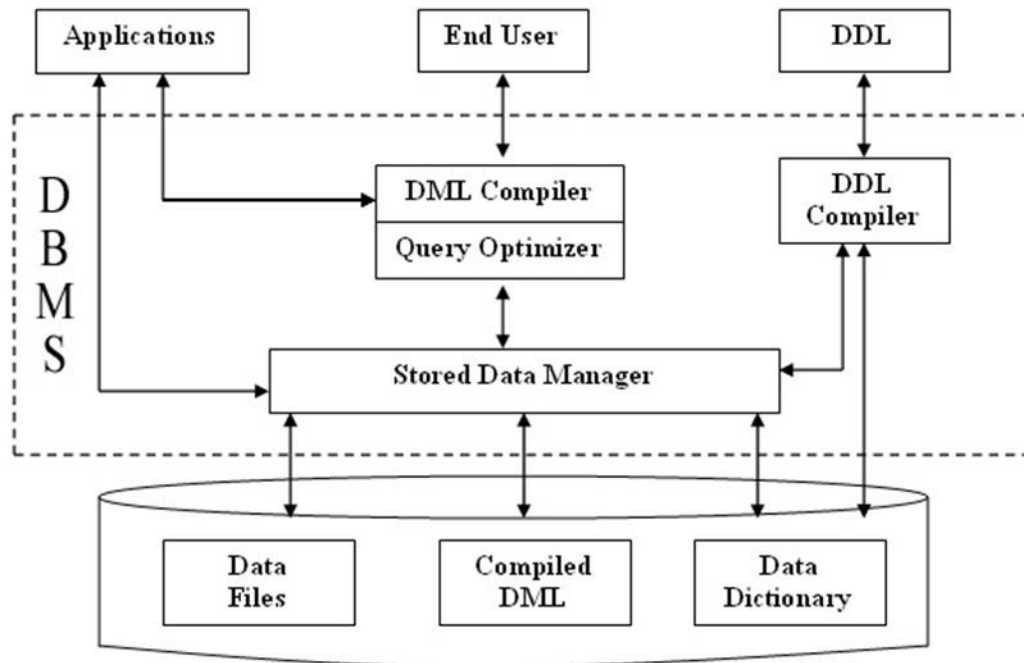 Applications
End User
DDL
D
B
M
S
DML Compiler
Query Optimizer
DDL
Compiler
Stored Data Manager
Data
Files
Compiled
DML
Data
Dictionary